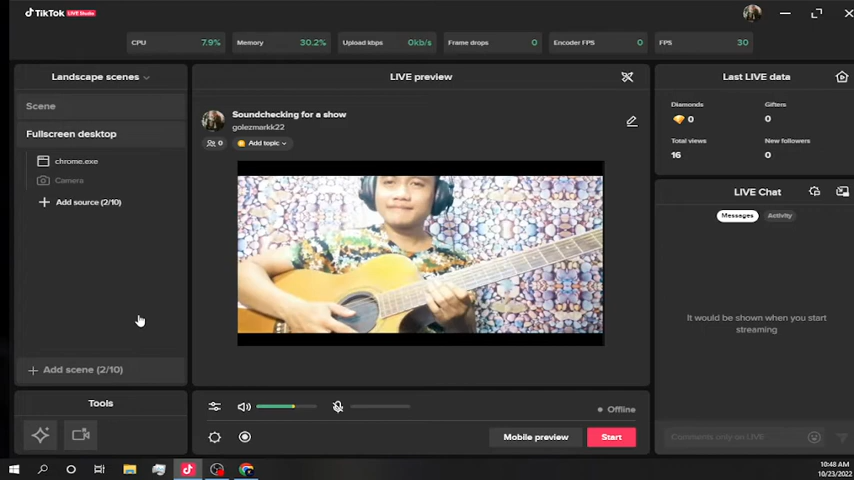 TikTok LIVE Studio
CPU 7.9% Memory 30.2% Upload kbps 0kb/s Frame drops 0 Encoder FPS 0 FPS 30
Landscape scenes
Scene
Fullscreen desktop
chrome.exe
Camera
Add source (2/10)
Add scene (2/10)
Tools
LIVE preview
Soundchecking for a show
golezmarkk22
0 Add topic
Offline
Mobile preview Start
Last LIVE data
Diamonds Gifters
0 0
Total views New followers
16 0
LIVE Chat
Messages Activity
It would be shown when you start
streaming
Comments only on LIVE
10:48 AM
10/23/2022